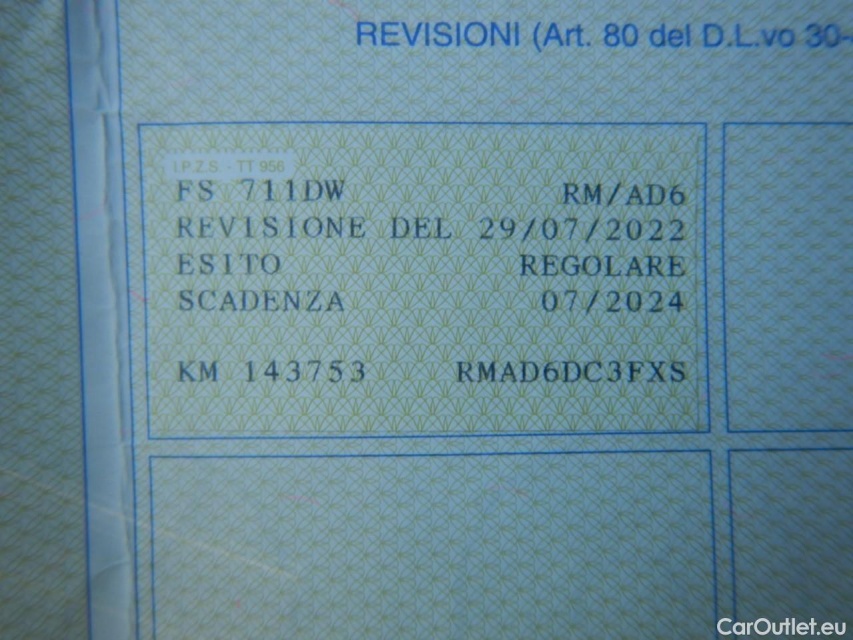 REVISIONI (Art. 80 del D.L.vo 30-
I.P.Z.S. - TT 956
FS 711DW RM/AD6
REVISIONE DEL 29/07/2022
ESITO REGOLARE
SCADENZA 07/2024
KM 143753 RMAD6DC3FXS
CarOutlet.eu